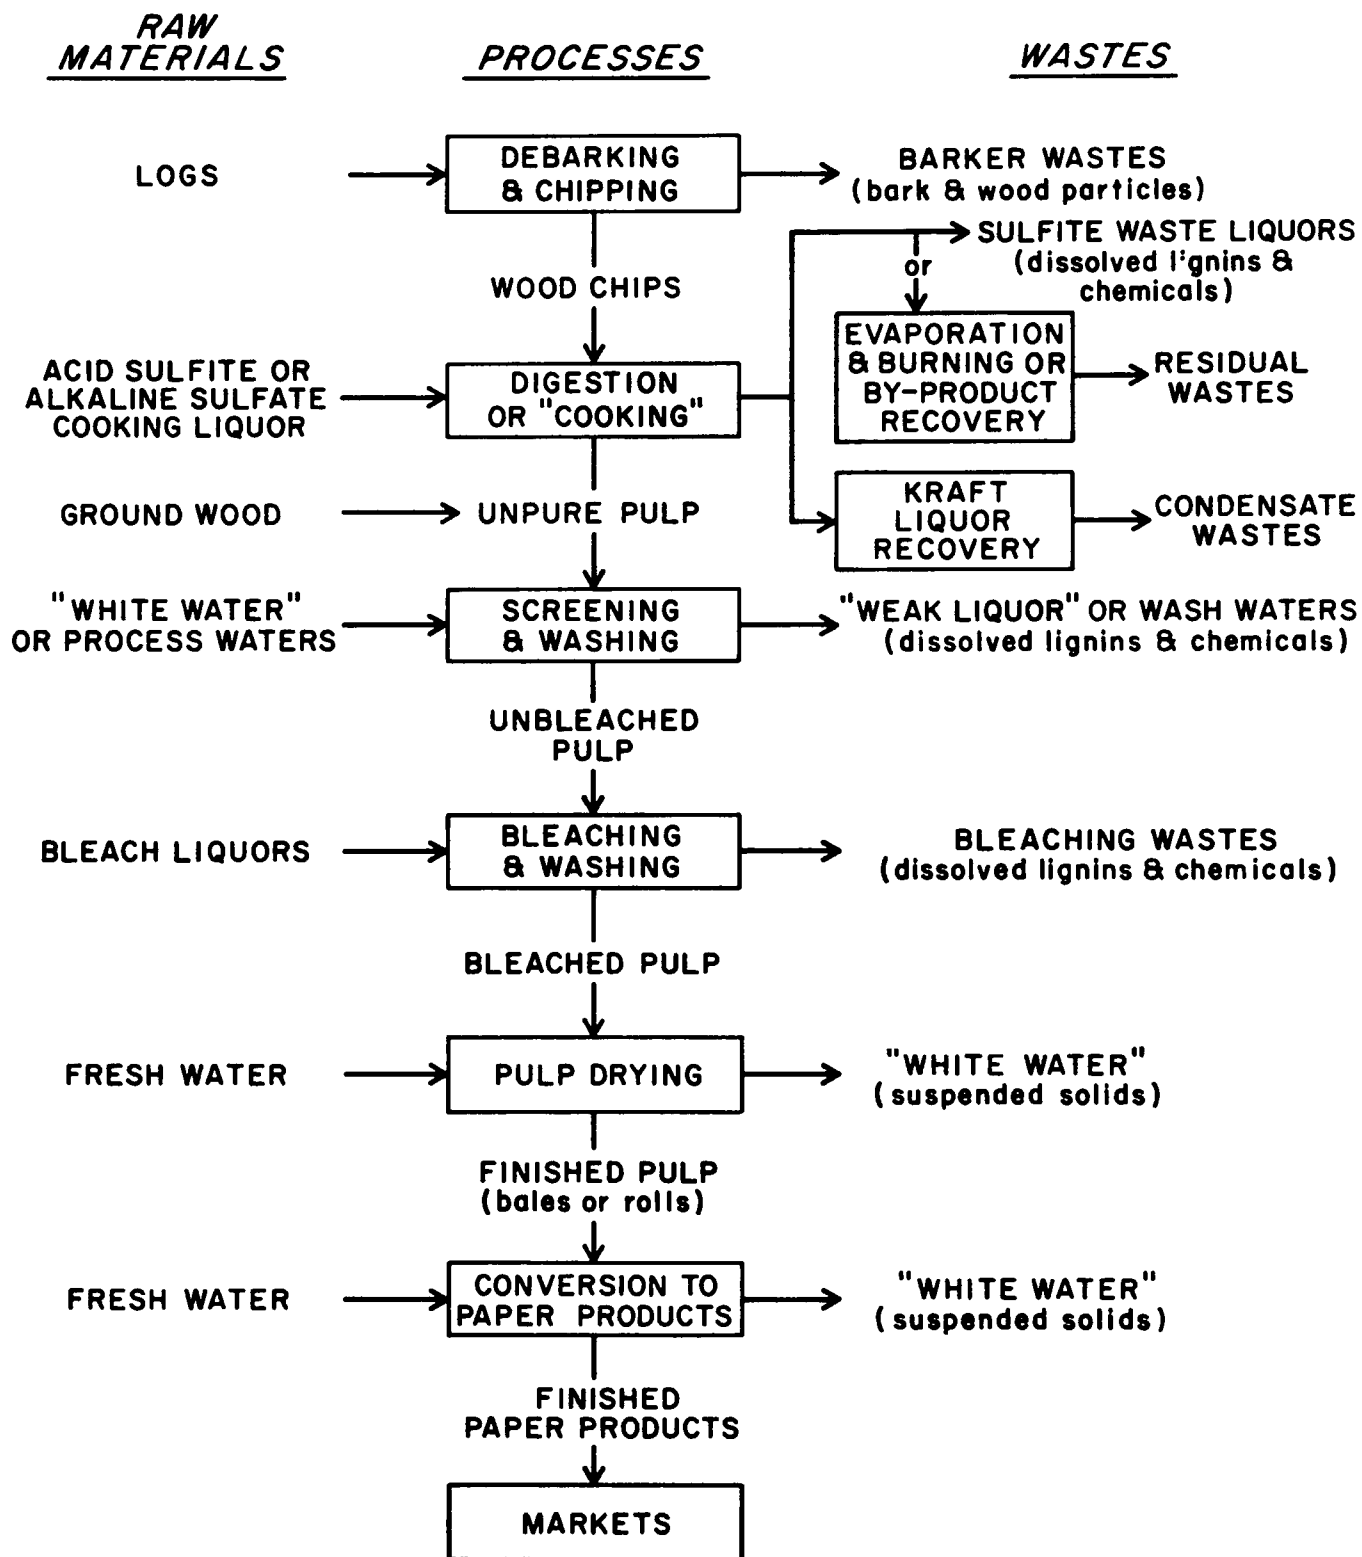 RAW
MATERIALS
PROCESSES
WASTES
LOGS
DEBARKING
& CHIPPING
BARKER WASTES
(bark & wood particles)
SULFITE WASTE LIQUORS
(dissolved l:gnins &
chemicals)
or
WOOD CHIPS
EVAPORATION
& BURNING OR
BY-PRODUCT
RECOVERY
RESIDUAL
WASTES
ACID SULFITE OR
ALKALINE SULFATE
COOKING LIQUOR
DIGESTION
OR "COOKING"
GROUND WOOD
UNPURE PULP
KRAFT
LIQUOR
RECOVERY
CONDENSATE
WASTES
"WHITE WATER"
OR PROCESS WATERS
SCREENING
& WASHING
"WEAK LIQUOR" OR WASH WATERS
(dissolved lignins & chemicals)
UNBLEACHED
PULP
BLEACH LIQUORS
BLEACHING
& WASHING
BLEACHING WASTES
(dissolved lignins & chemicals)
BLEACHED PULP
FRESH WATER
PULP DRYING
"WHITE WATER"
(suspended solids)
FINISHED PULP
(bales or rolls)
FRESH WATER
CONVERSION TO
PAPER PRODUCTS
"WHITE WATER"
(suspended solids)
FINISHED
PAPER PRODUCTS
MARKETS